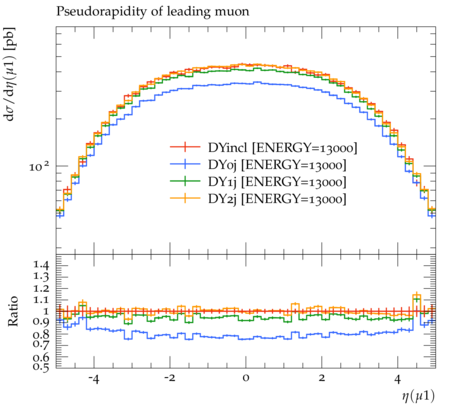 Pseudorapidity of leading muon
dσ/dη(μ1) [pb]
10²
DYincl [ENERGY=13000]
DY0j [ENERGY=13000]
DY1j [ENERGY=13000]
DY2j [ENERGY=13000]
Ratio
1.4
1.3
1.2
1.1
1
0.9
0.8
0.7
0.6
0.5
-4 -2 0 2 4
η(μ1)